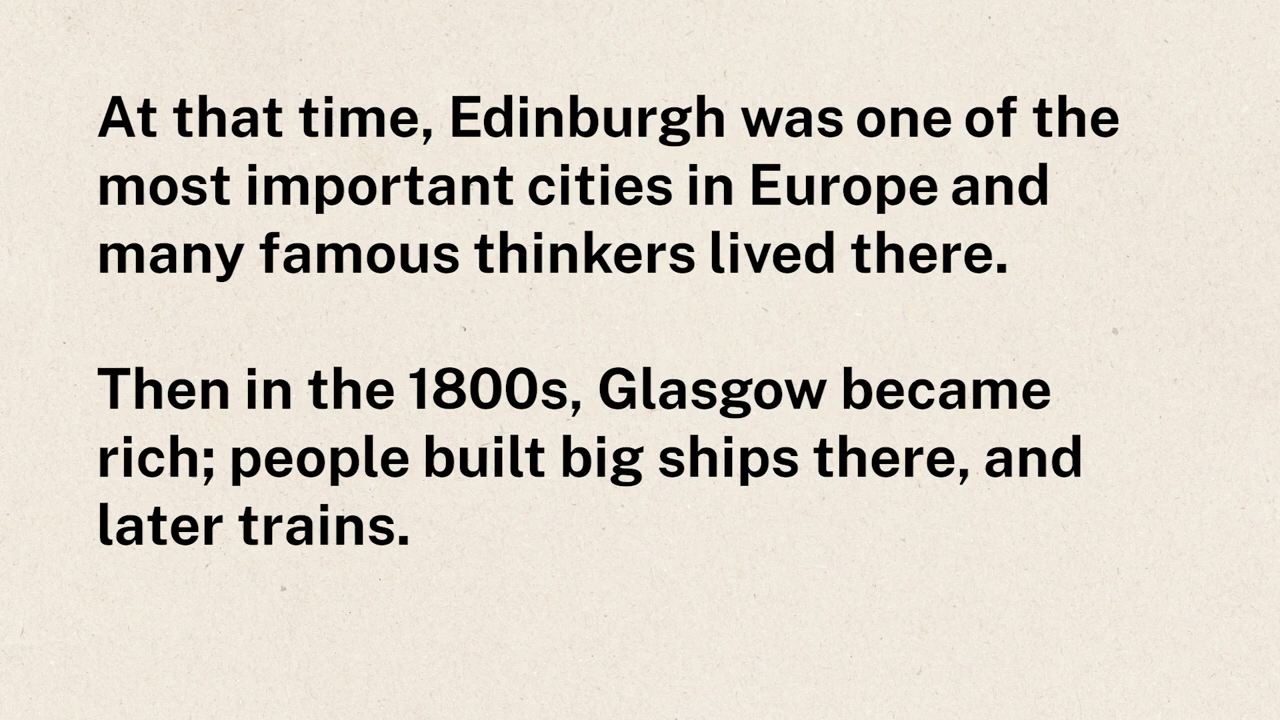 At that time, Edinburgh was one of the
most important cities in Europe and
many famous thinkers lived there.
Then in the 1800s, Glasgow became
rich; people built big ships there, and
later trains.